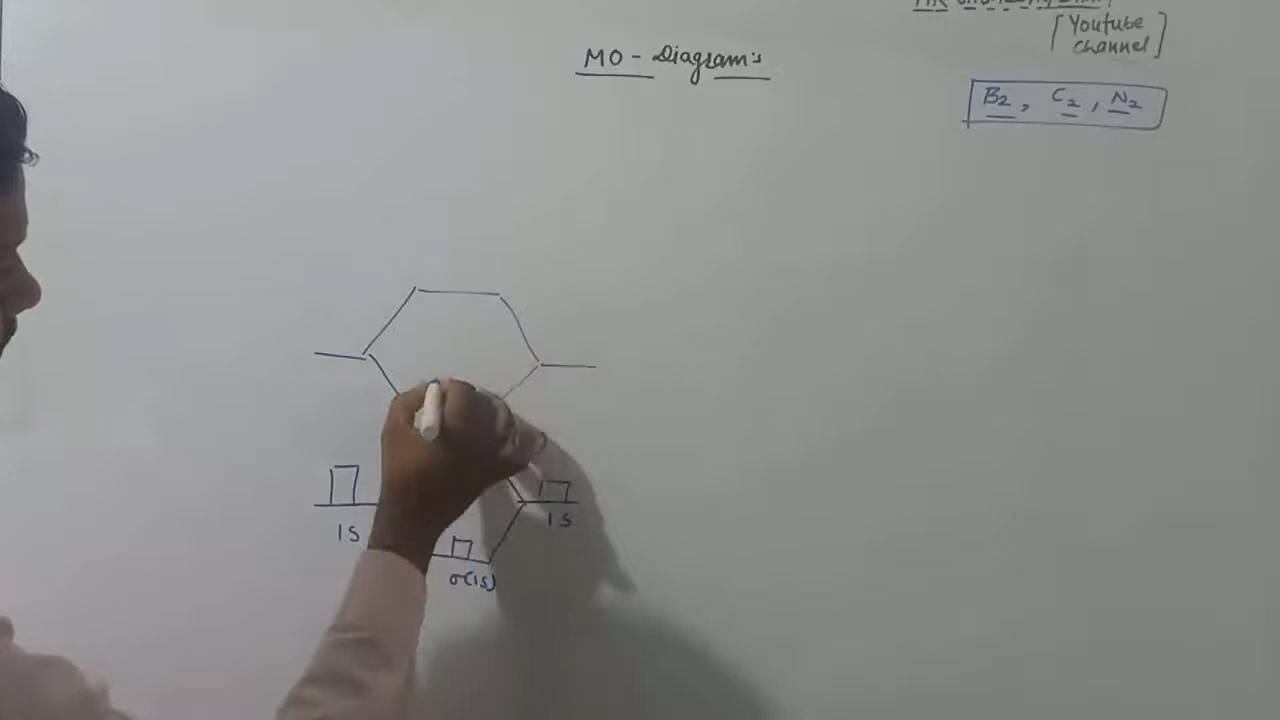 MO - Diagram's
[Youtube
channel]
B2, C2, N2
1s
1s
σ(1s)